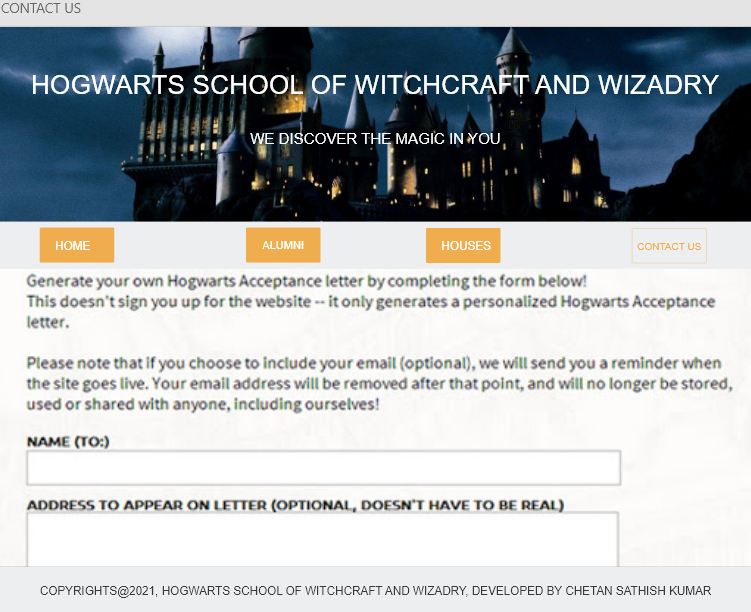 CONTACT US
HOGWARTS SCHOOL OF WITCHCRAFT AND WIZADRY
WE DISCOVER THE MAGIC IN YOU
HOME
ALUMNI
HOUSES
CONTACT US
Generate your own Hogwarts Acceptance letter by completing the form below!
This doesn't sign you up for the website -- it only generates a personalized Hogwarts Acceptance
letter.
Please note that if you choose to include your email (optional), we will send you a reminder when
the site goes live. Your email address will be removed after that point, and will no longer be stored,
used or shared with anyone, including ourselves!
NAME (TO:)
ADDRESS TO APPEAR ON LETTER (OPTIONAL, DOESN'T HAVE TO BE REAL)
COPYRIGHTS@2021, HOGWARTS SCHOOL OF WITCHCRAFT AND WIZADRY, DEVELOPED BY CHETAN SATHISH KUMAR